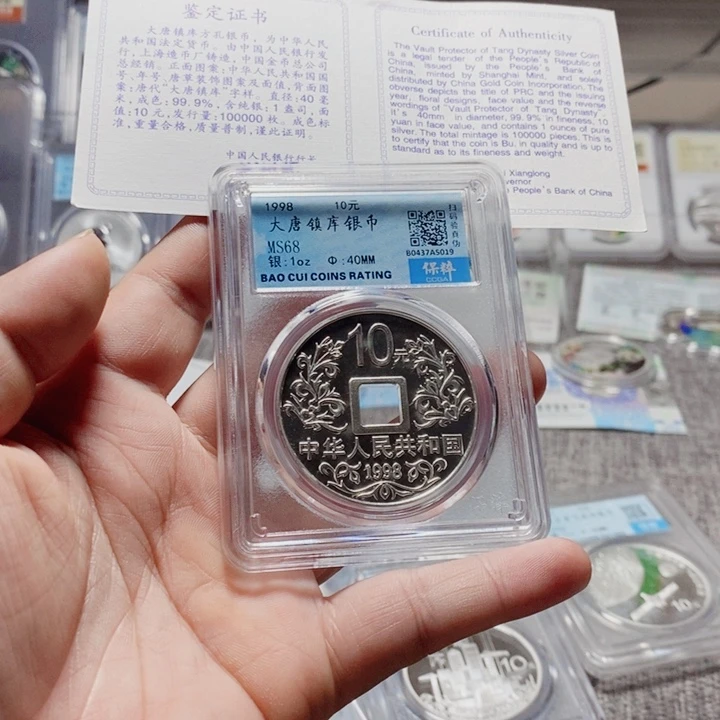 鉴定证书
大唐镇库方孔银币，为中华人民
共和国法定货币。由中国人民银行发
行，上海造币厂铸造，中国金币总公司
总经销。正面图案：中华人民共和国国
号、年号、唐草装饰图案及面值，背面图
案：唐代“大唐镇库”字样。直径：40毫
米，成色：99.9%，含纯银：1盎司，面
值：10元，发行量：100000枚。成色标
准，重量合格，质量普制，谨此证明。
中国人民银行行长
Certificate of Authenticity
The Vault Protector of Tang Dynasty Silver Coin
is a legal tender of the People's Republic of
China, issued by the People's Bank of
China, minted by Shanghai Mint, and
distributed by China Gold Coin Incorporation. The
obverse depicts the title of PRC and the issuing
year, floral designs, face value and the reverse
wordings of "Vault Protector of Tang Dynasty".
It's 40mm in diameter, 99.9% in fineness, 10
yuan in face value, and contains 1 ounce of pure
silver. The total mintage is 100000 pieces. This is
to certify that the coin is Bu. in quality and is up to
standard as to its fineness and weight.
Xianglong
Governor
People's Bank of China
1998 10元
大唐镇库银币
MS68
银:1oz Φ:40MM
BAO CUI COINS RATING
扫码验真伪
B0437A5019
保粹
CCGA
10元
中华人民共和国
1998
10元
10